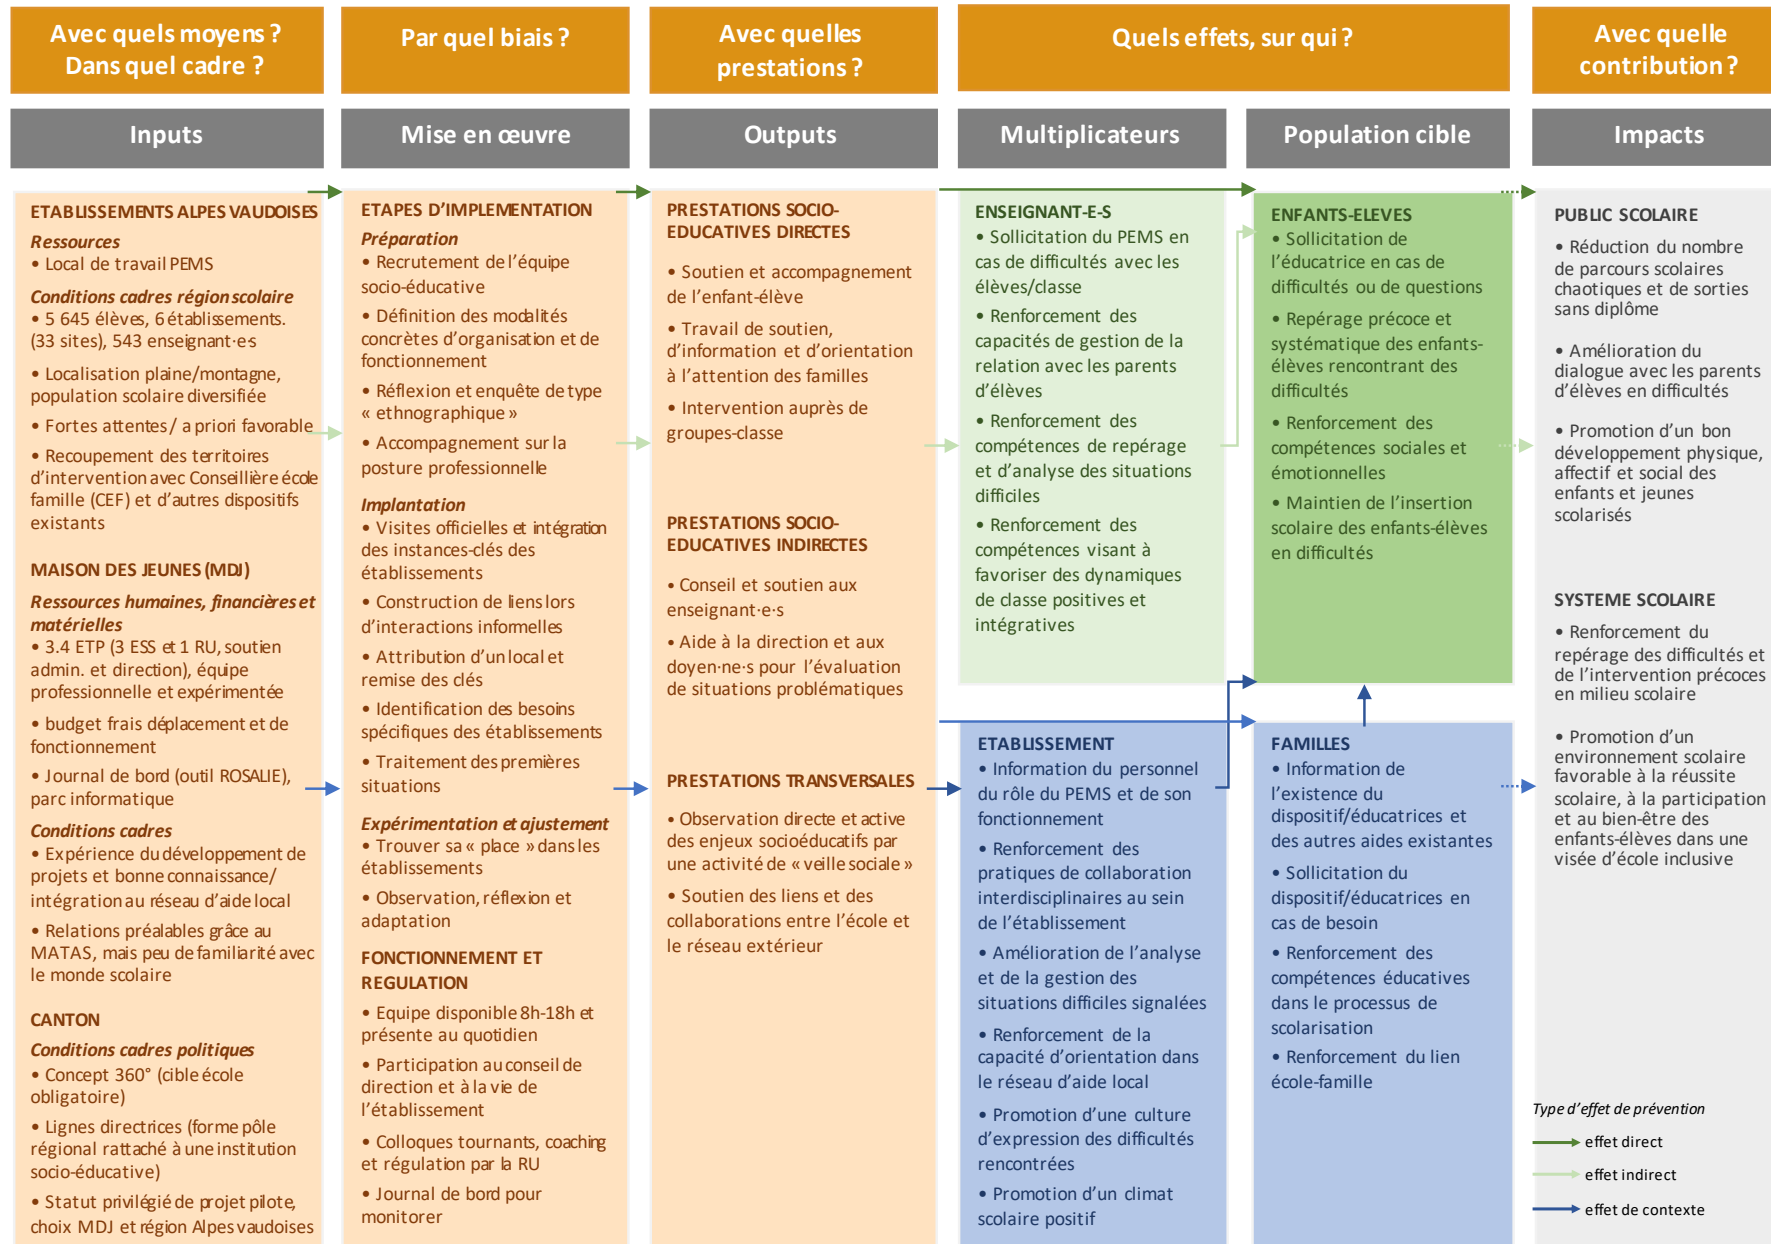 Avec quels moyens ?
Dans quel cadre ?
Par quel biais ?
Avec quelles
prestations ?
Quels effets, sur qui ?
Avec quelle
contribution ?
Inputs
Mise en œuvre
Outputs
Multiplicateurs
Population cible
Impacts
ETABLISSEMENTS ALPES VAUDOISES
Ressources
• Local de travail PEMS
Conditions cadres région scolaire
• 5 645 élèves, 6 établissements.
(33 sites), 543 enseignant·e·s
• Localisation plaine/montagne,
population scolaire diversifiée
• Fortes attentes / a priori favorable
• Recoupement des territoires
d'intervention avec Conseillière école
famille (CEF) et d'autres dispositifs
existants
MAISON DES JEUNES (MDJ)
Ressources humaines, financières et
matérielles
• 3.4 ETP (3 ESS et 1 RU, soutien
admin. et direction), équipe
professionnelle et expérimentée
• budget frais déplacement et de
fonctionnement
• Journal de bord (outil ROSALIE),
parc informatique
Conditions cadres
• Expérience du développement de
projets et bonne connaissance/
intégration au réseau d'aide local
• Relations préalables grâce au
MATAS, mais peu de familiarité avec
le monde scolaire
CANTON
Conditions cadres politiques
• Concept 360° (cible école
obligatoire)
• Lignes directrices (forme pôle
régional rattaché à une institution
socio-éducative)
• Statut privilégié de projet pilote,
choix MDJ et région Alpes vaudoises
ETAPES D'IMPLEMENTATION
Préparation
• Recrutement de l'équipe
socio-éducative
• Définition des modalités
concrètes d'organisation et de
fonctionnement
• Réflexion et enquête de type
« ethnographique »
• Accompagnement sur la
posture professionnelle
Implantation
• Visites officielles et intégration
des instances-clés des
établissements
• Construction de liens lors
d'interactions informelles
• Attribution d'un local et
remise des clés
• Identification des besoins
spécifiques des établissements
• Traitement des premières
situations
Expérimentation et ajustement
• Trouver sa « place » dans les
établissements
• Observation, réflexion et
adaptation
FONCTIONNEMENT ET
REGULATION
• Equipe disponible 8h-18h et
présente au quotidien
• Participation au conseil de
direction et à la vie de
l'établissement
• Colloques tournants, coaching
et régulation par la RU
• Journal de bord pour
monitorer
PRESTATIONS SOCIO-
EDUCATIVES DIRECTES
• Soutien et accompagnement
de l'enfant-élève
• Travail de soutien,
d'information et d'orientation
à l'attention des familles
• Intervention auprès de
groupes-classe
PRESTATIONS SOCIO-
EDUCATIVES INDIRECTES
• Conseil et soutien aux
enseignant·e·s
• Aide à la direction et aux
doyen·ne·s pour l'évaluation
de situations problématiques
PRESTATIONS TRANSVERSALES
• Observation directe et active
des enjeux socioéducatifs par
une activité de « veille sociale »
• Soutien des liens et des
collaborations entre l'école et
le réseau extérieur
ENSEIGNANT-E-S
• Sollicitation du PEMS en
cas de difficultés avec les
élèves/classe
• Renforcement des
capacités de gestion de la
relation avec les parents
d'élèves
• Renforcement des
compétences de repérage
et d'analyse des situations
difficiles
• Renforcement des
compétences visant à
favoriser des dynamiques
de classe positives et
intégratives
ETABLISSEMENT
• Information du personnel
du rôle du PEMS et de son
fonctionnement
• Renforcement des
pratiques de collaboration
interdisciplinaires au sein
de l'établissement
• Amélioration de l'analyse
et de la gestion des
situations difficiles signalées
• Renforcement de la
capacité d'orientation dans
le réseau d'aide local
• Promotion d'une culture
d'expression des difficultés
rencontrées
• Promotion d'un climat
scolaire positif
ENFANTS-ELEVES
• Sollicitation de
l'éducatrice en cas de
difficultés ou de questions
• Repérage précoce et
systématique des enfants-
élèves rencontrant des
difficultés
• Renforcement des
compétences sociales et
émotionnelles
• Maintien de l'insertion
scolaire des enfants-élèves
en difficultés
FAMILLES
• Information de
l'existence du
dispositif/éducatrices et
des autres aides existantes
• Sollicitation du
dispositif/éducatrices en
cas de besoin
• Renforcement des
compétences éducatives
dans le processus de
scolarisation
• Renforcement du lien
école-famille
PUBLIC SCOLAIRE
• Réduction du nombre
de parcours scolaires
chaotiques et de sorties
sans diplôme
• Amélioration du
dialogue avec les parents
d'élèves en difficultés
• Promotion d'un bon
développement physique,
affectif et social des
enfants et jeunes
scolarisés
SYSTEME SCOLAIRE
• Renforcement du
repérage des difficultés et
de l'intervention précoces
en milieu scolaire
• Promotion d'un
environnement scolaire
favorable à la réussite
scolaire, à la participation
et au bien-être des
enfants-élèves dans une
visée d'école inclusive
Type d'effet de prévention
effet direct
effet indirect
effet de contexte